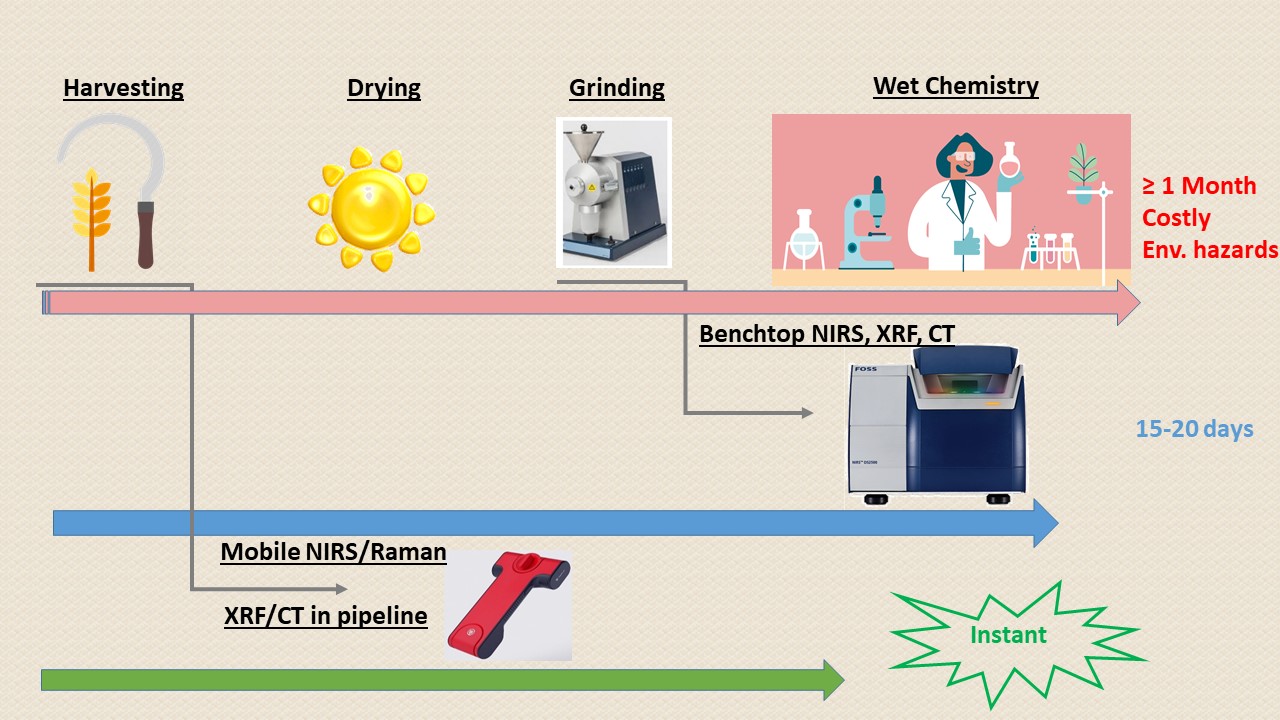 Harvesting
Drying
Grinding
Wet Chemistry
≥ 1 Month
Costly
Env. hazards
Benchtop NIRS, XRF, CT
FOSS
15-20 days
Mobile NIRS/Raman
XRF/CT in pipeline
Instant